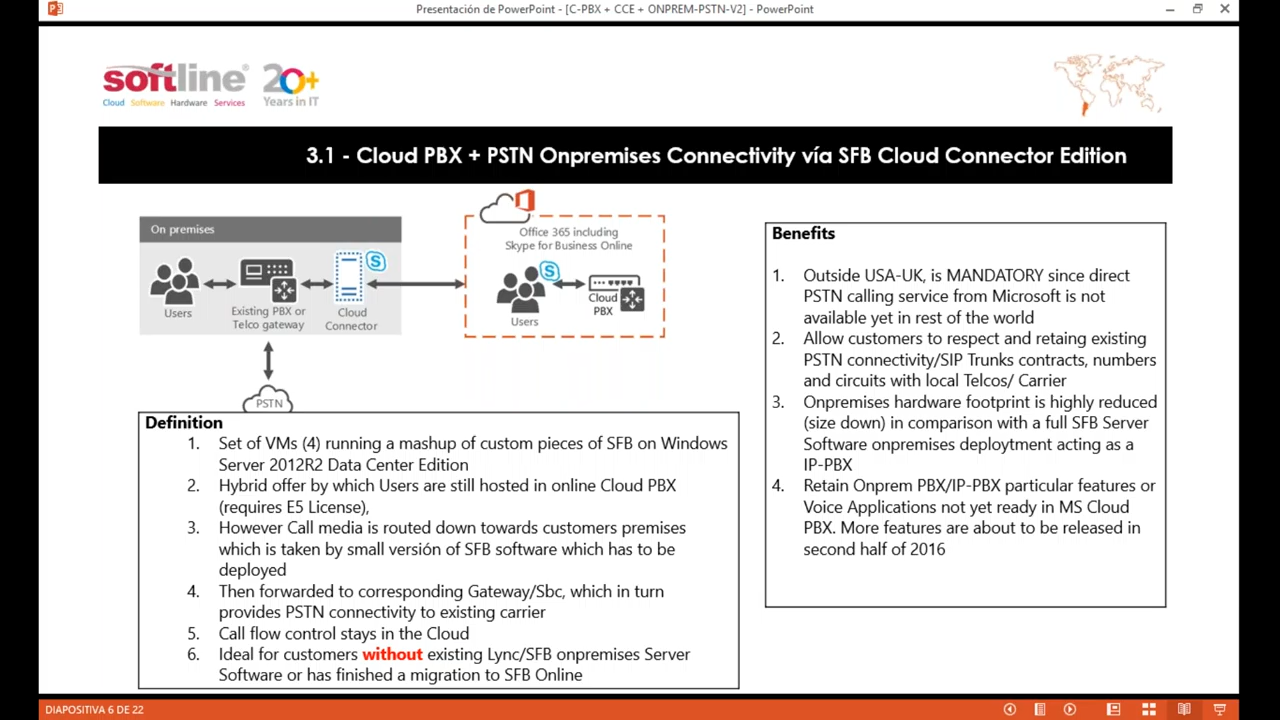 Presentación de PowerPoint - [C-PBX + CCE + ONPREM-PSTN-V2] - PowerPoint
softline® 20+
Cloud Software Hardware Services Years in IT
3.1 - Cloud PBX + PSTN Onpremises Connectivity vía SFB Cloud Connector Edition
On premises
Users
Existing PBX or
Telco gateway
Cloud
Connector
PSTN
Office 365 including
Skype for Business Online
Users
Cloud
PBX
Definition
1. Set of VMs (4) running a mashup of custom pieces of SFB on Windows
Server 2012R2 Data Center Edition
2. Hybrid offer by which Users are still hosted in online Cloud PBX
(requires E5 License),
3. However Call media is routed down towards customers premises
which is taken by small versión of SFB software which has to be
deployed
4. Then forwarded to corresponding Gateway/Sbc, which in turn
provides PSTN connectivity to existing carrier
5. Call flow control stays in the Cloud
6. Ideal for customers without existing Lync/SFB onpremises Server
Software or has finished a migration to SFB Online
Benefits
1. Outside USA-UK, is MANDATORY since direct
PSTN calling service from Microsoft is not
available yet in rest of the world
2. Allow customers to respect and retaing existing
PSTN connectivity/SIP Trunks contracts, numbers
and circuits with local Telcos/ Carrier
3. Onpremises hardware footprint is highly reduced
(size down) in comparison with a full SFB Server
Software onpremises deploytment acting as a
IP-PBX
4. Retain Onprem PBX/IP-PBX particular features or
Voice Applications not yet ready in MS Cloud
PBX. More features are about to be released in
second half of 2016
DIAPOSITIVA 6 DE 22